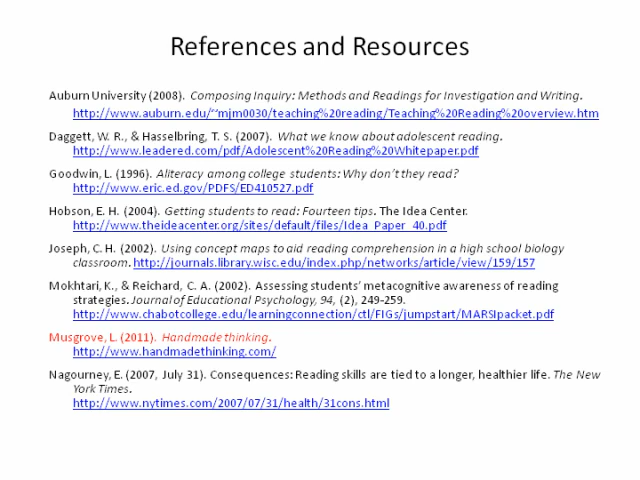 References and Resources
Auburn University (2008). Composing Inquiry: Methods and Readings for Investigation and Writing.
http://www.auburn.edu/~mjm0030/teaching%20reading/Teaching%20Reading%20overview.htm
Daggett, W. R., & Hasselbring, T. S. (2007). What we know about adolescent reading.
http://www.leadered.com/pdf/Adolescent%20Reading%20Whitepaper.pdf
Goodwin, L. (1996). Aliteracy among college students: Why don't they read?
http://www.eric.ed.gov/PDFS/ED410527.pdf
Hobson, E. H. (2004). Getting students to read: Fourteen tips. The Idea Center.
http://www.theideacenter.org/sites/default/files/Idea_Paper_40.pdf
Joseph, C. H. (2002). Using concept maps to aid reading comprehension in a high school biology
classroom. http://journals.library.wisc.edu/index.php/networks/article/view/159/157
Mokhtari, K., & Reichard, C. A. (2002). Assessing students' metacognitive awareness of reading
strategies. Journal of Educational Psychology, 94, (2), 249-259.
http://www.chabotcollege.edu/learningconnection/ctl/FIGs/jumpstart/MARSIpacket.pdf
Musgrove, L. (2011). Handmade thinking.
http://www.handmadethinking.com/
Nagourney, E. (2007, July 31). Consequences: Reading skills are tied to a longer, healthier life. The New
York Times.
http://www.nytimes.com/2007/07/31/health/31cons.html